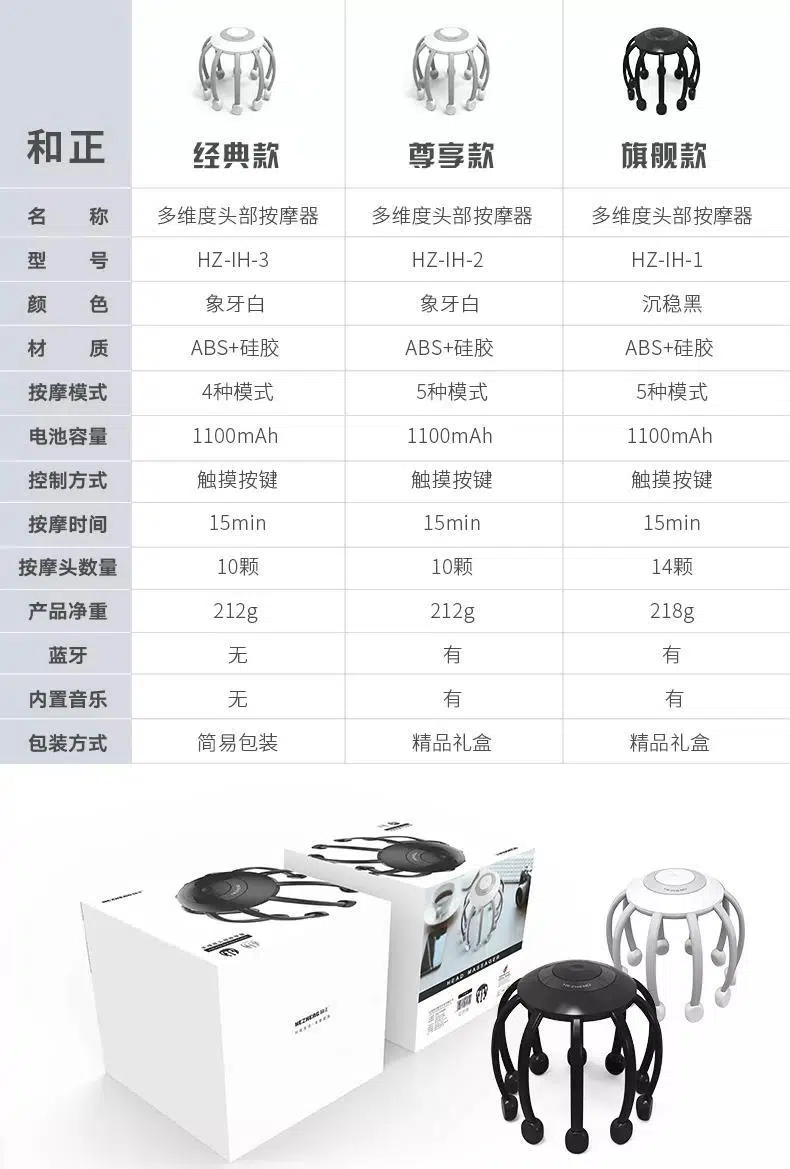 和正
经典款
尊享款
旗舰款
名 称 多维度头部按摩器 多维度头部按摩器 多维度头部按摩器
型 号 HZ-IH-3 HZ-IH-2 HZ-IH-1
颜 色 象牙白 象牙白 沉稳黑
材 质 ABS+硅胶 ABS+硅胶 ABS+硅胶
按摩模式 4种模式 5种模式 5种模式
电池容量 1100mAh 1100mAh 1100mAh
控制方式 触摸按键 触摸按键 触摸按键
按摩时间 15min 15min 15min
按摩头数量 10颗 10颗 14颗
产品净重 212g 212g 218g
蓝牙 无 有 有
内置音乐 无 有 有
包装方式 简易包装 精品礼盒 精品礼盒
HEZHENG
HEAD MASSAGER
HEZHENG
HEZHENG
HEZHENG 和正